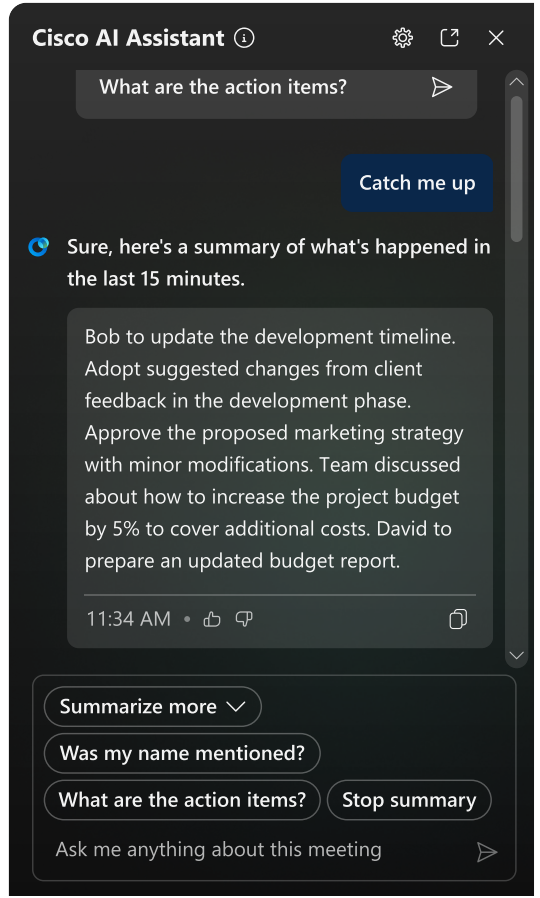 Cisco AI Assistant
What are the action items?
Catch me up
Sure, here's a summary of what's happened in
the last 15 minutes.
Bob to update the development timeline.
Adopt suggested changes from client
feedback in the development phase.
Approve the proposed marketing strategy
with minor modifications. Team discussed
about how to increase the project budget
by 5% to cover additional costs. David to
prepare an updated budget report.
11:34 AM •
Summarize more
Was my name mentioned?
What are the action items? Stop summary
Ask me anything about this meeting